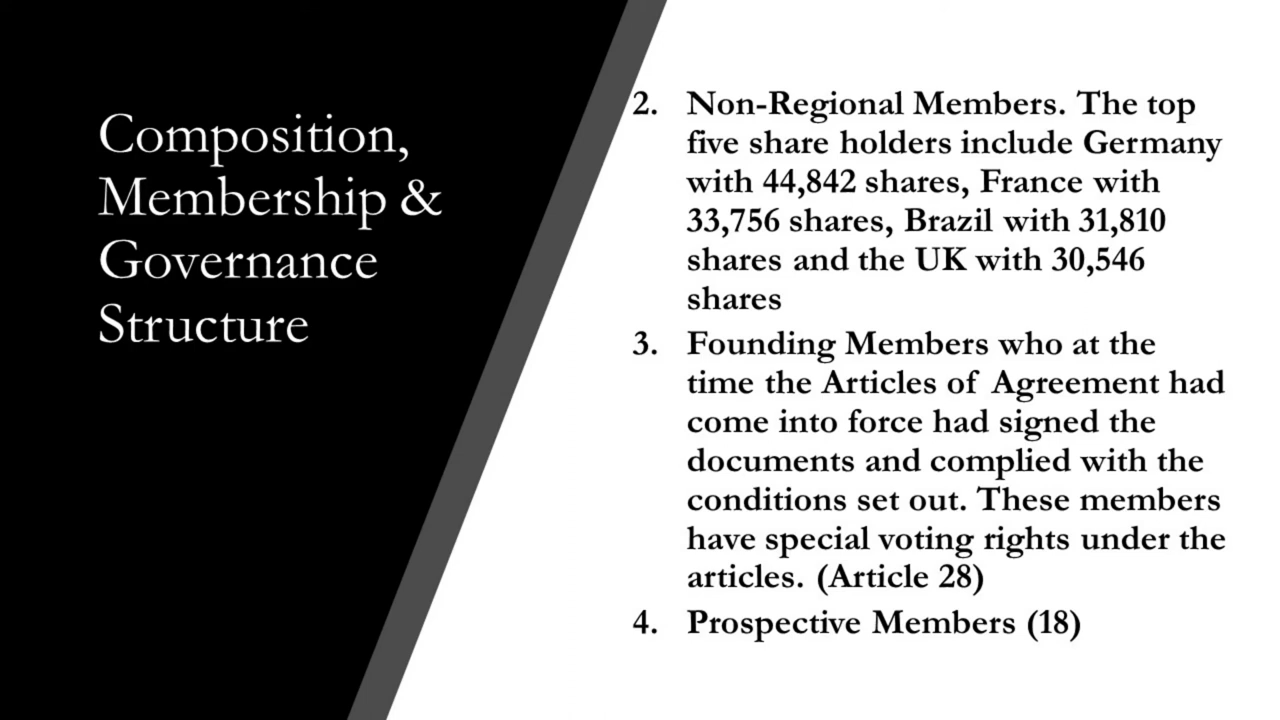 Composition,
Membership &
Governance
Structure
2. Non-Regional Members. The top
five share holders include Germany
with 44,842 shares, France with
33,756 shares, Brazil with 31,810
shares and the UK with 30,546
shares
3. Founding Members who at the
time the Articles of Agreement had
come into force had signed the
documents and complied with the
conditions set out. These members
have special voting rights under the
articles. (Article 28)
4. Prospective Members (18)